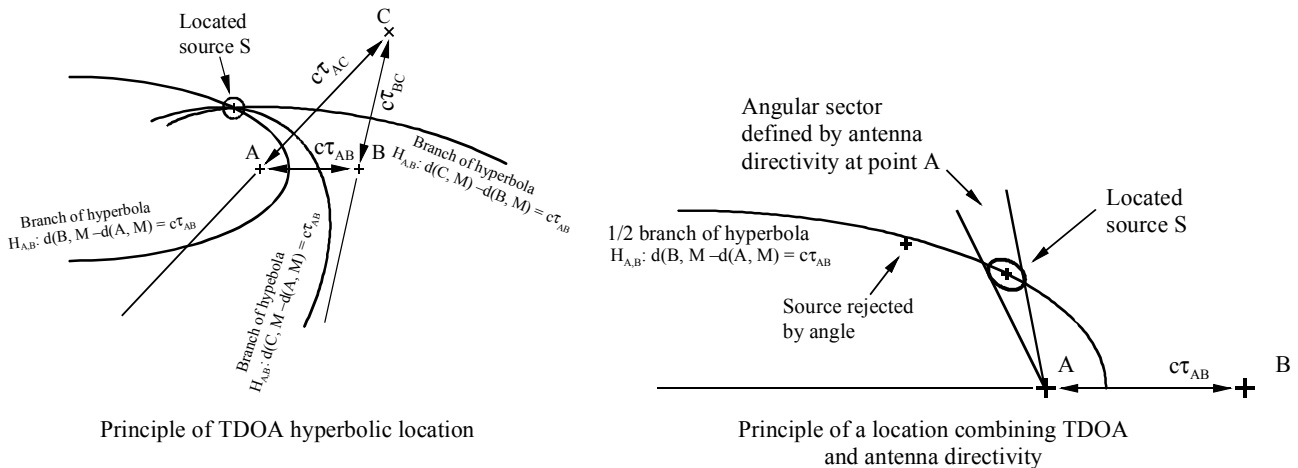 Located
source S
C
cτAC
cτBC
A
cτAB
B
Branch of hyperbola
HA,B: d(C, M) –d(B, M) = cτAB
Branch of hyperbola
HA,B: d(B, M –d(A, M) = cτAB
Branch of hypebola
HA,B: d(C, M –d(A, M) = cτAB
Principle of TDOA hyperbolic location
Angular sector
defined by antenna
directivity at point A
Located
source S
1/2 branch of hyperbola
HA,B: d(B, M –d(A, M) = cτAB
Source rejected
by angle
A
cτAB
B
Principle of a location combining TDOA
and antenna directivity